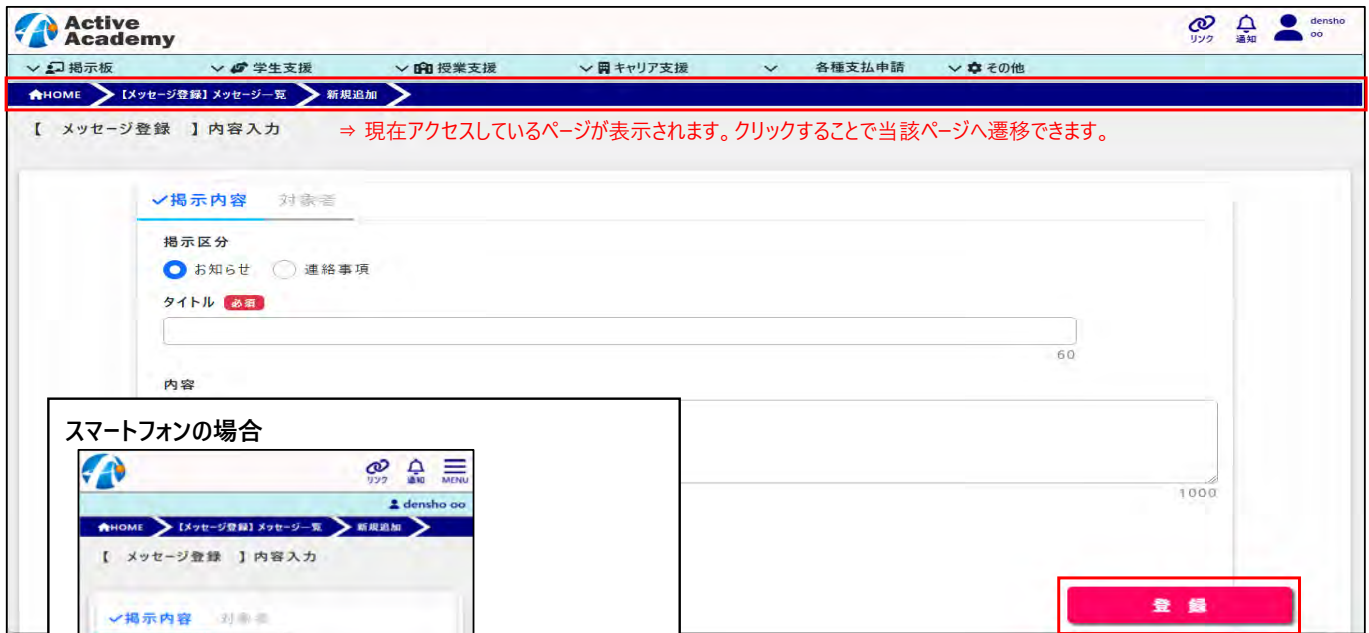 Active
Academy
リンク
通知
densho
oo
掲示板 学生支援 授業支援 キャリア支援 各種支払申請 その他
HOME 【メッセージ登録】メッセージ一覧 新規追加
【 メッセージ登録 】内容入力 ⇒ 現在アクセスしているページが表示されます。クリックすることで当該ページへ遷移できます。
掲示内容 対象者
掲示区分
お知らせ 連絡事項
タイトル 必須
60
内容
1000
登 録
スマートフォンの場合
リンク 通知 MENU
densho oo
HOME 【メッセージ登録】メッセージ一覧 新規追加
【 メッセージ登録 】内容入力
掲示内容 対象者